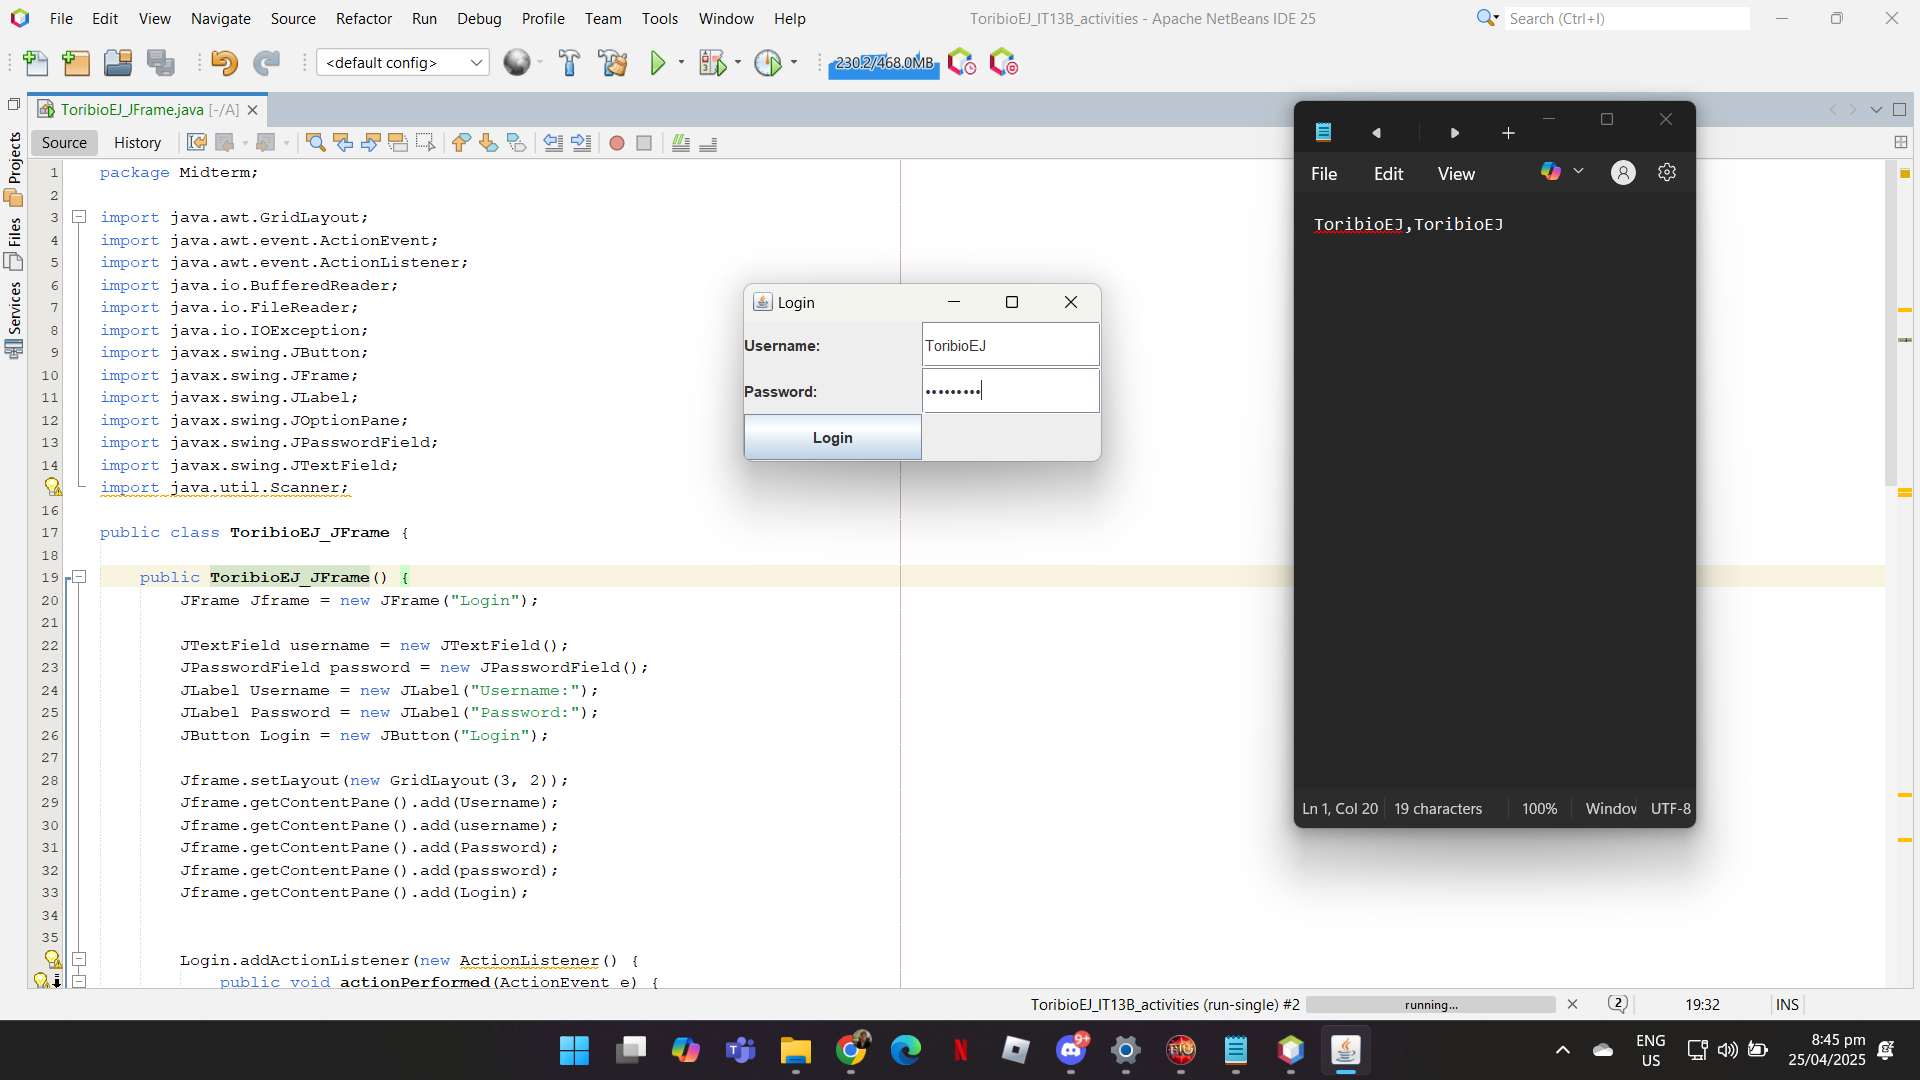 File Edit View Navigate Source Refactor Run Debug Profile Team Tools Window Help
ToribioEJ_IT13B_activities - Apache NetBeans IDE 25
Search (Ctrl+I)
<default config>
230.2/468.0MB
ToribioEJ_JFrame.java [-/A]
Source History
Projects
Files
Services
1 package Midterm;
2
3 import java.awt.GridLayout;
4 import java.awt.event.ActionEvent;
5 import java.awt.event.ActionListener;
6 import java.io.BufferedReader;
7 import java.io.FileReader;
8 import java.io.IOException;
9 import javax.swing.JButton;
10 import javax.swing.JFrame;
11 import javax.swing.JLabel;
12 import javax.swing.JOptionPane;
13 import javax.swing.JPasswordField;
14 import javax.swing.JTextField;
import java.util.Scanner;
16
17 public class ToribioEJ_JFrame {
18
19 public ToribioEJ_JFrame() {
20 JFrame Jframe = new JFrame("Login");
21
22 JTextField username = new JTextField();
23 JPasswordField password = new JPasswordField();
24 JLabel Username = new JLabel("Username:");
25 JLabel Password = new JLabel("Password:");
26 JButton Login = new JButton("Login");
27
28 Jframe.setLayout(new GridLayout(3, 2));
29 Jframe.getContentPane().add(Username);
30 Jframe.getContentPane().add(username);
31 Jframe.getContentPane().add(Password);
32 Jframe.getContentPane().add(password);
33 Jframe.getContentPane().add(Login);
34
35
Login.addActionListener(new ActionListener() {
public void actionPerformed(ActionEvent e) {
Login
Username:
ToribioEJ
Password:
•••••••••
Login
File Edit View
ToribioEJ,ToribioEJ
Ln 1, Col 20 19 characters 100% Window UTF-8
ToribioEJ_IT13B_activities (run-single) #2 running... 2 19:32 INS
9+
ENG
US
8:45 pm
25/04/2025